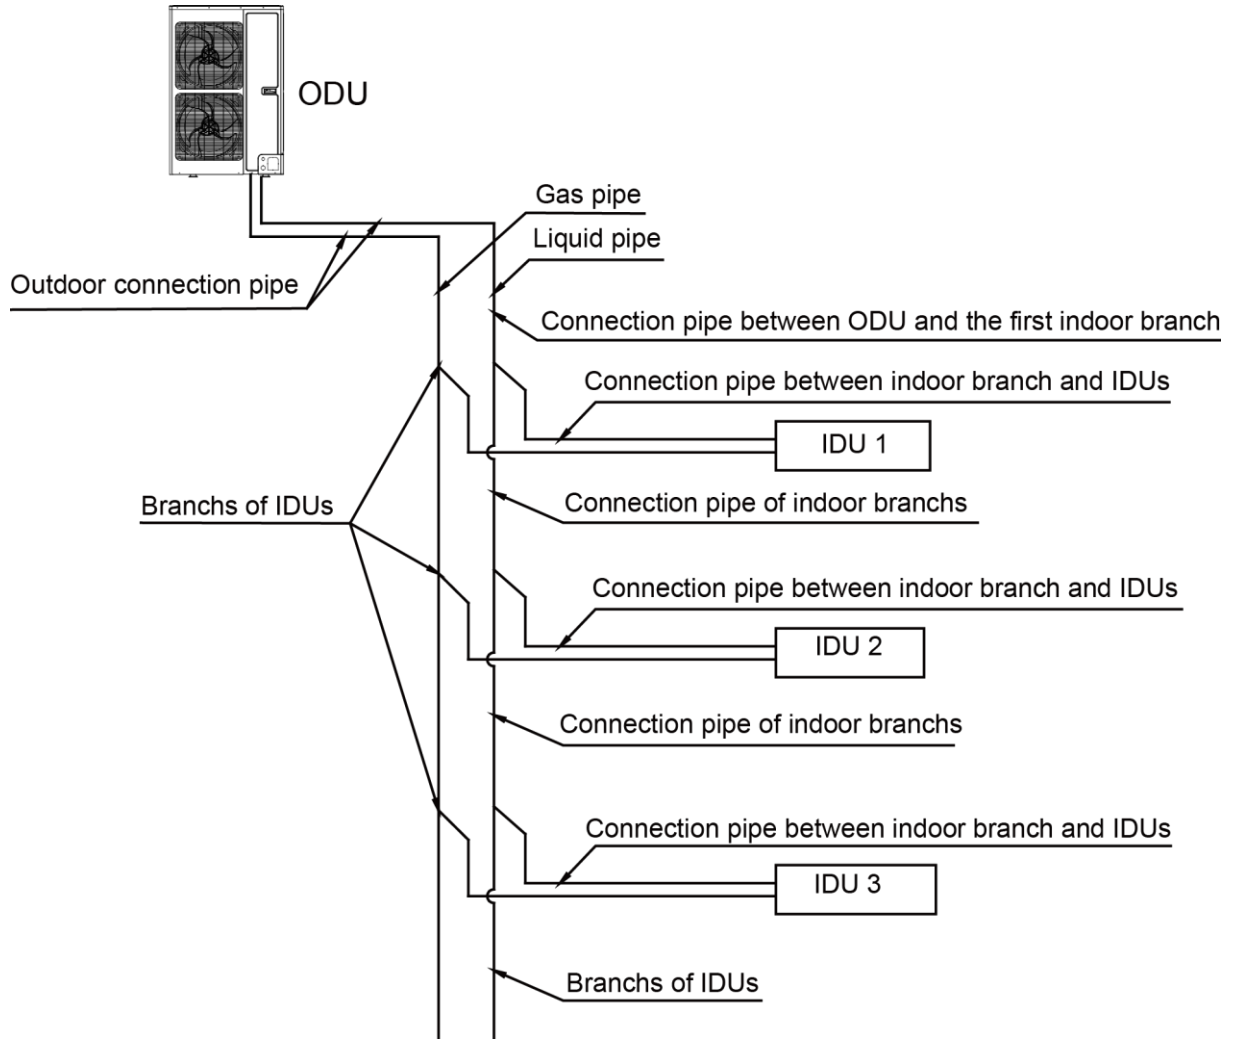 ODU
Gas pipe
Liquid pipe
Outdoor connection pipe
Connection pipe between ODU and the first indoor branch
Connection pipe between indoor branch and IDUs
IDU 1
Branchs of IDUs
Connection pipe of indoor branchs
Connection pipe between indoor branch and IDUs
IDU 2
Connection pipe of indoor branchs
Connection pipe between indoor branch and IDUs
IDU 3
Branchs of IDUs